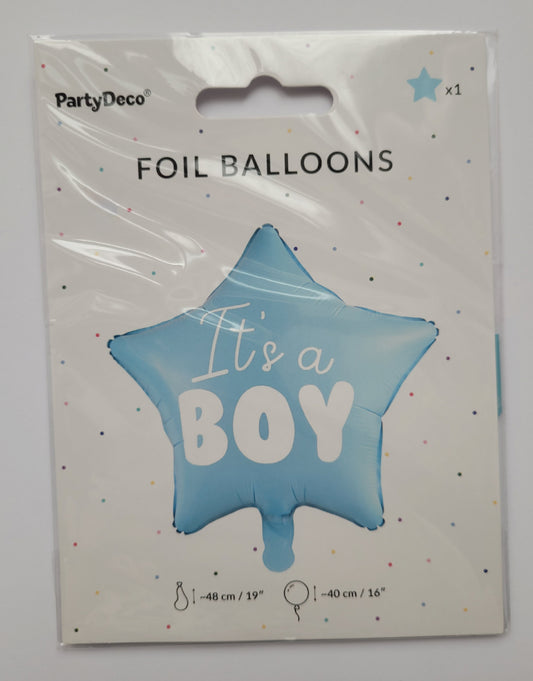 PartyDeco®
x1
FOIL BALLOONS
It's a
BOY
~48 cm / 19" ~40 cm / 16"